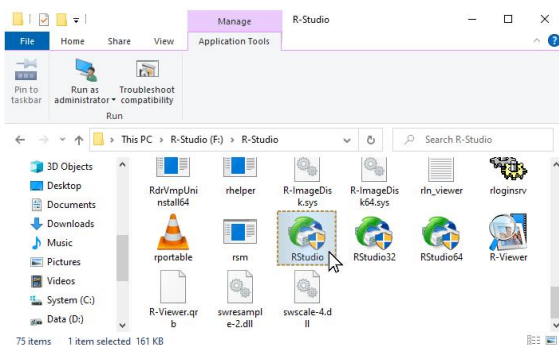 Manage
R-Studio
File
Home
Share
View
Application Tools
Pin to
taskbar
Run as
administrator
Troubleshoot
compatibility
Run
This PC > R-Studio (F:) > R-Studio
Search R-Studio
3D Objects
Desktop
Documents
Downloads
Music
Pictures
Videos
System (C:)
Data (D:)
RdrVmpUni
nstall64
rhelper
R-ImageDis
k.sys
R-ImageDis
k64.sys
rln_viewer
rloginsrv
rportable
rsm
RStudio
RStudio32
RStudio64
R-Viewer
R-Viewer.qr
b
swresampl
e-2.dll
swscale-4.d
ll
75 items
1 item selected 161 KB